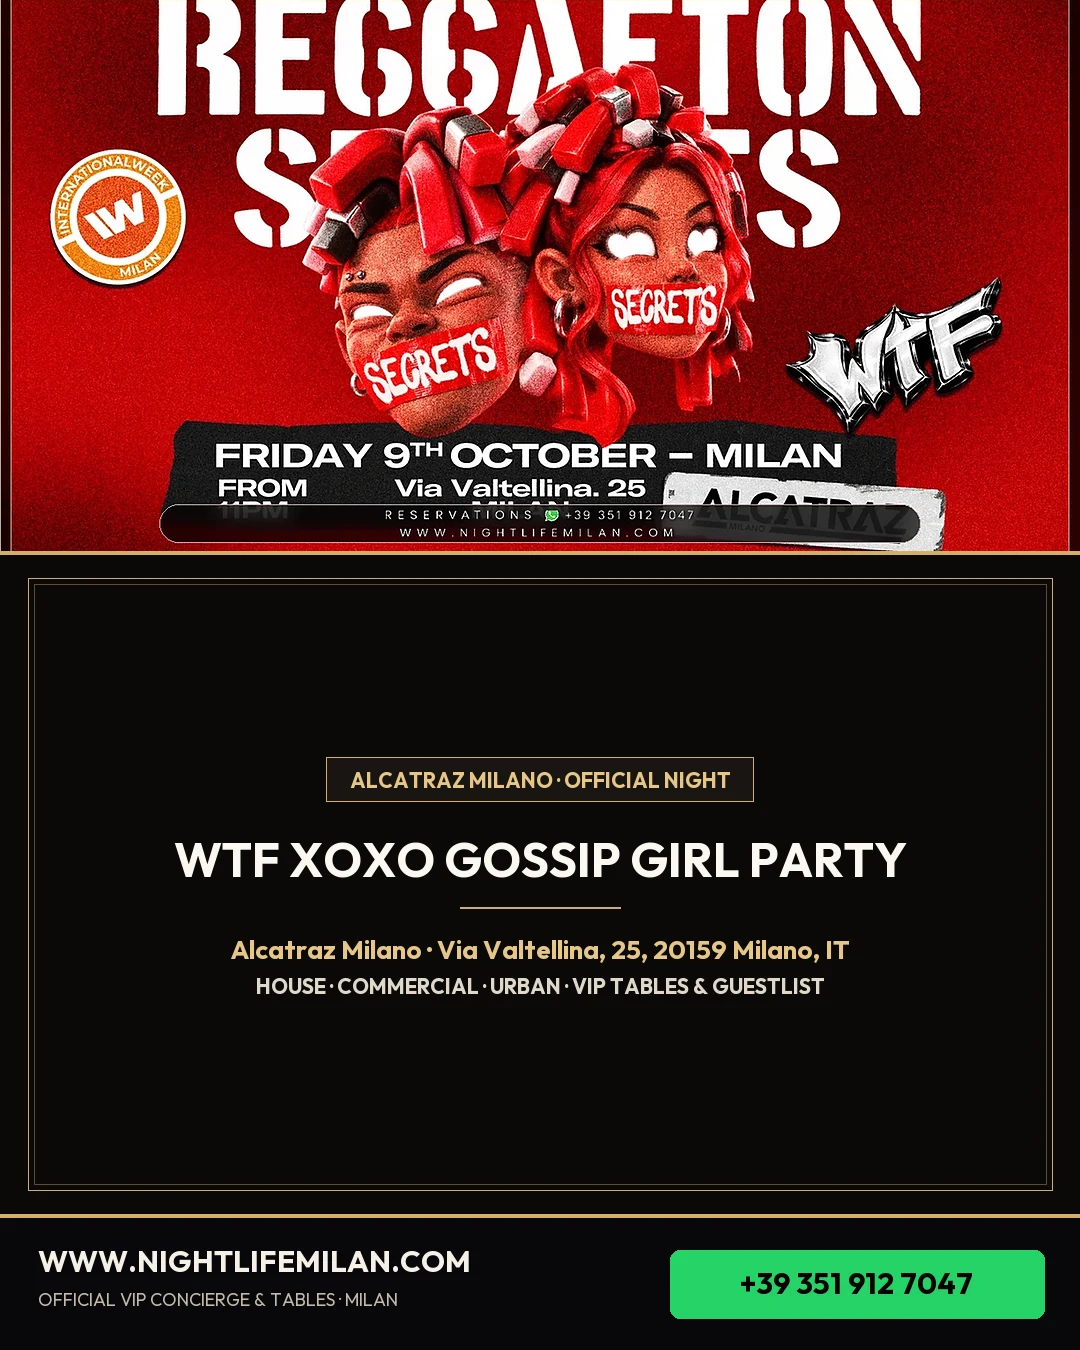 REGGAETON
INTERNATIONALWEEK
MILAN
IW
SECRETS
SECRETS
WTF
FRIDAY 9TH OCTOBER – MILAN
FROM
11PM
Via Valtellina. 25
MILAN
ALCATRAZ
MILANO
RESERVATIONS +39 351 912 7047
WWW.NIGHTLIFEMILAN.COM
ALCATRAZ MILANO · OFFICIAL NIGHT
WTF XOXO GOSSIP GIRL PARTY
Alcatraz Milano · Via Valtellina, 25, 20159 Milano, IT
HOUSE · COMMERCIAL · URBAN · VIP TABLES & GUESTLIST
WWW.NIGHTLIFEMILAN.COM
OFFICIAL VIP CONCIERGE & TABLES · MILAN
+39 351 912 7047